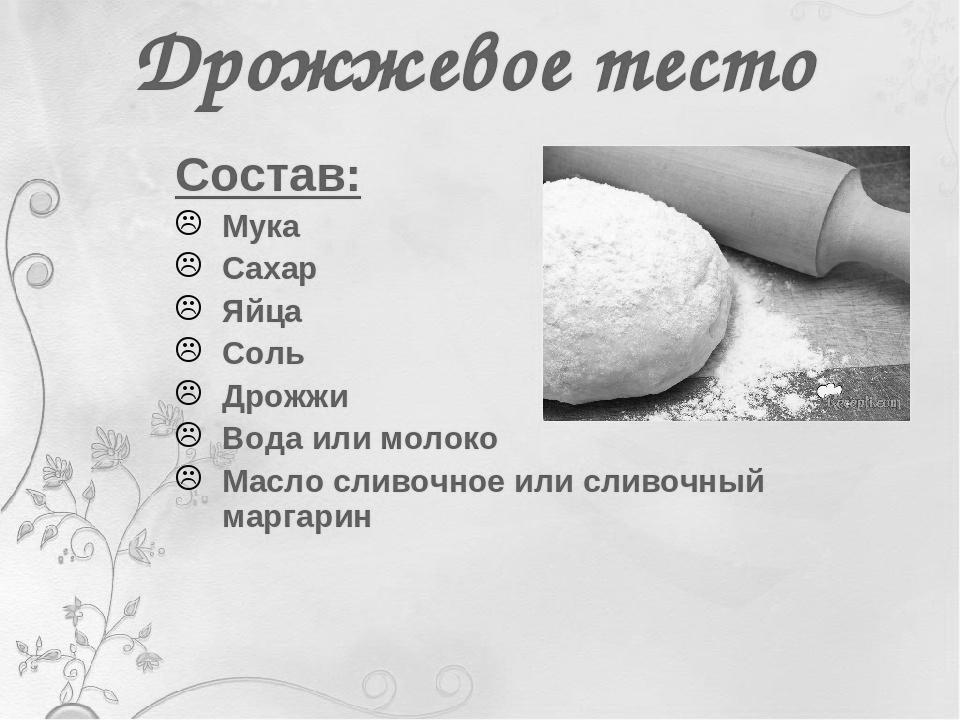 Дрожжевое тесто
Состав:
Мука
Сахар
Яйца
Соль
Дрожжи
Вода или молоко
Масло сливочное или сливочный
маргарин